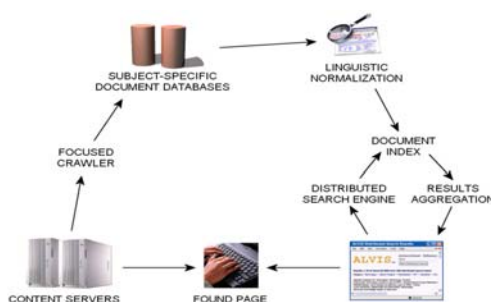 SUBJECT-SPECIFIC
DOCUMENT DATABASES
LINGUISTIC
NORMALIZATION
FOCUSED
CRAWLER
DOCUMENT
INDEX
DISTRIBUTED
SEARCH ENGINE
RESULTS
AGGREGATION
ALVIS
CONTENT SERVERS
FOUND PAGE